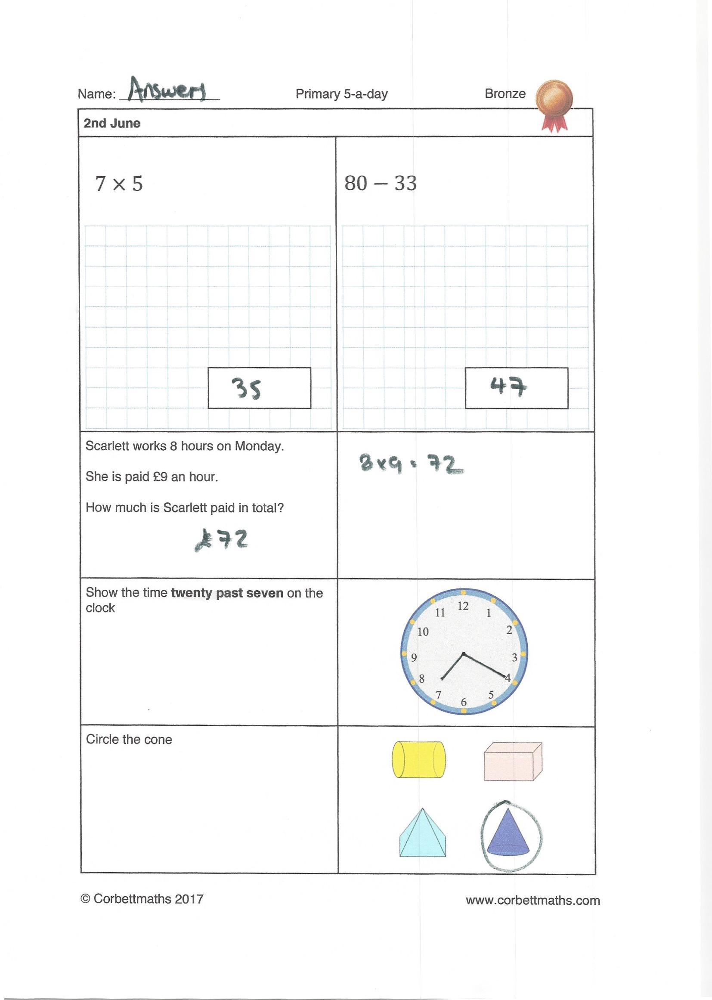 Name: Answers Primary 5-a-day Bronze
2nd June
7 × 5
80 − 33
35
47
Scarlett works 8 hours on Monday.
She is paid £9 an hour.
How much is Scarlett paid in total?
£72
8 x 9 = 72
Show the time twenty past seven on the
clock
12
11
1
10
2
9
3
8
4
7
5
6
Circle the cone
© Corbettmaths 2017 www.corbettmaths.com